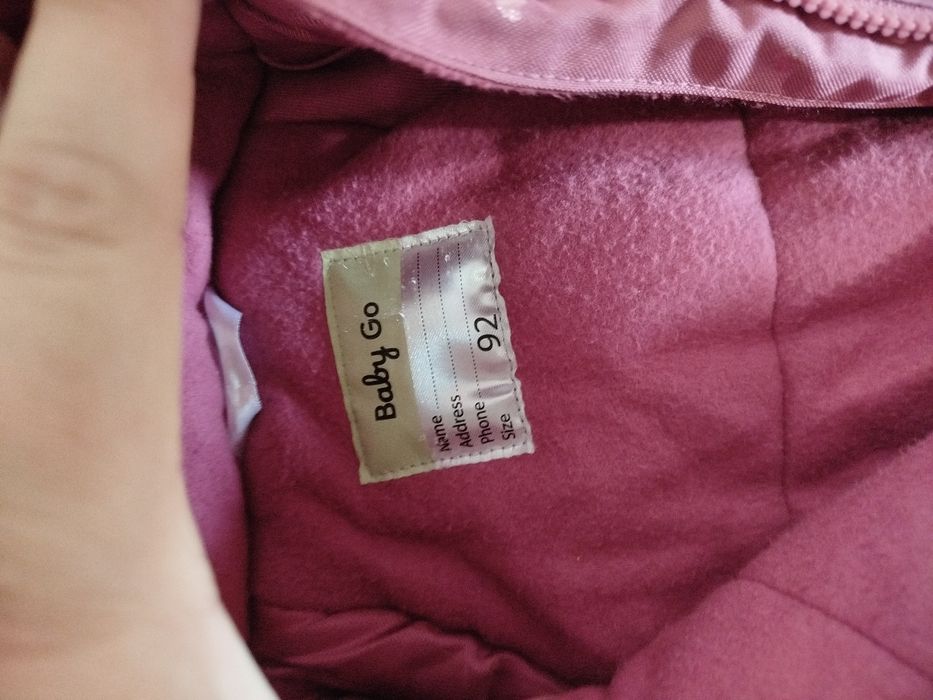 Baby Go
Name
Address
Phone
Size 92